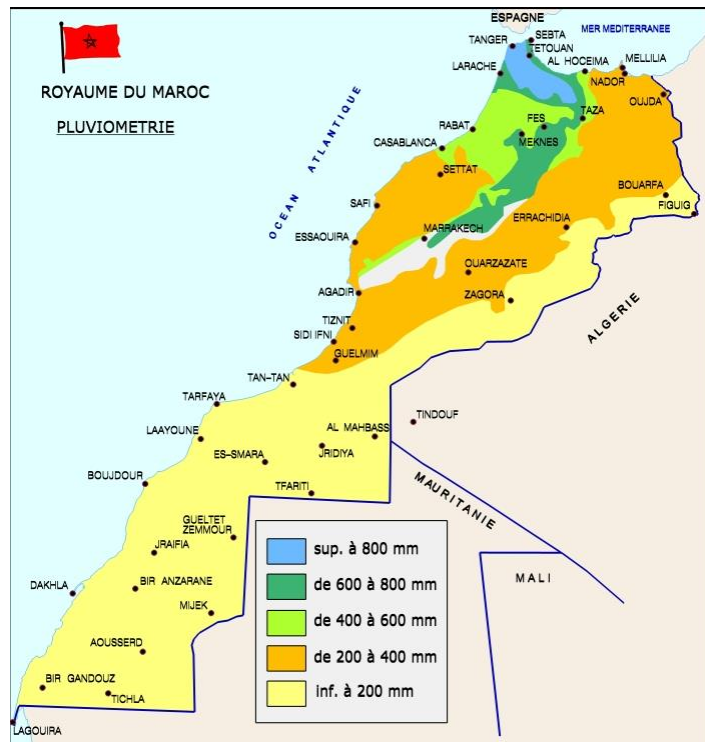 ESPAGNE
MER MEDITERRANEE
SEBTA
TANGER
TETOUAN
AL HOCEIMA
MELLILIA
LARACHE
NADOR
OUJDA
ROYAUME DU MAROC
PLUVIOMETRIE
TAZA
FES
RABAT
MEKNES
CASABLANCA
SETTAT
OCEAN ATLANTIQUE
BOUARFA
FIGUIG
SAFI
ERRACHIDIA
MARRAKECH
ESSAOUIRA
OUARZAZATE
AGADIR
ZAGORA
ALGERIE
TIZNIT
SIDI IFNI
GUELMIM
TAN-TAN
TARFAYA
TINDOUF
LAAYOUNE
AL MAHBASS
ES-SMARA
JRIDIYA
BOUJDOUR
TFARITI
MAURITANIE
GUELTET
ZEMMOUR
JRAIFIA
sup. à 800 mm
MALI
DAKHLA
BIR ANZARANE
de 600 à 800 mm
MIJEK
de 400 à 600 mm
AOUSSERD
de 200 à 400 mm
BIR GANDOUZ
TICHLA
inf. à 200 mm
LAGOUIRA